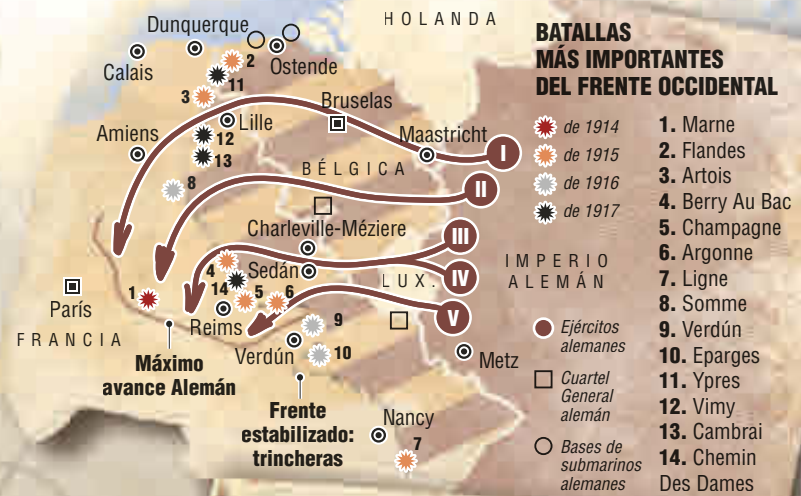 HOLANDA
Dunquerque
Calais
2
Ostende
11
3
Bruselas
Lille
Amiens
12
Maastricht
I
13
BÉLGICA
8
II
Charleville-Méziere
III
4
Sedán
IV
14
LUX.
5
6
V
1
París
Reims
FRANCIA
9
Verdún
10
Metz
Máximo
avance Alemán
Frente
estabilizado:
trincheras
Nancy
7
IMPERIO
ALEMÁN
BATALLAS
MÁS IMPORTANTES
DEL FRENTE OCCIDENTAL
de 1914
de 1915
de 1916
de 1917
1. Marne
2. Flandes
3. Artois
4. Berry Au Bac
5. Champagne
6. Argonne
7. Ligne
8. Somme
9. Verdún
10. Eparges
11. Ypres
12. Vimy
13. Cambrai
14. Chemin
Des Dames
Ejércitos
alemanes
Cuartel
General
alemán
Bases de
submarinos
alemanes